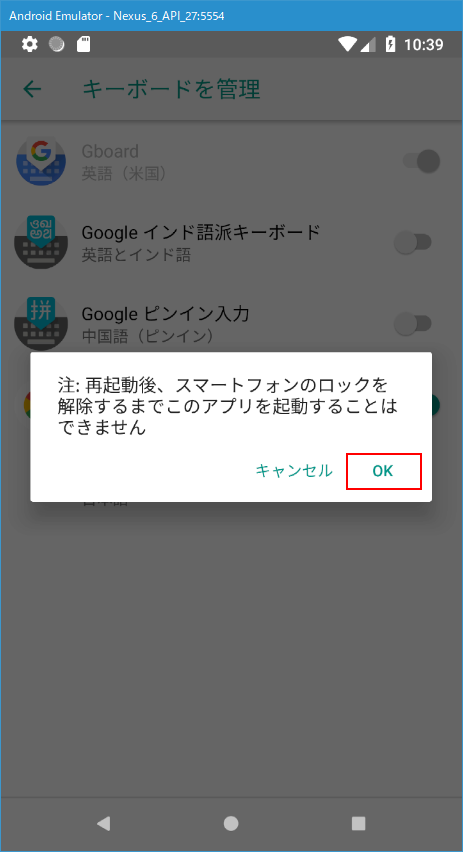 Android Emulator - Nexus_6_API_27:5554
10:39
キーボードを管理
Gboard
英語（米国）
Google インド語派キーボード
英語とインド語
Google ピンイン入力
中国語（ピンイン）
注: 再起動後、スマートフォンのロックを
解除するまでこのアプリを起動することは
できません
キャンセル
OK